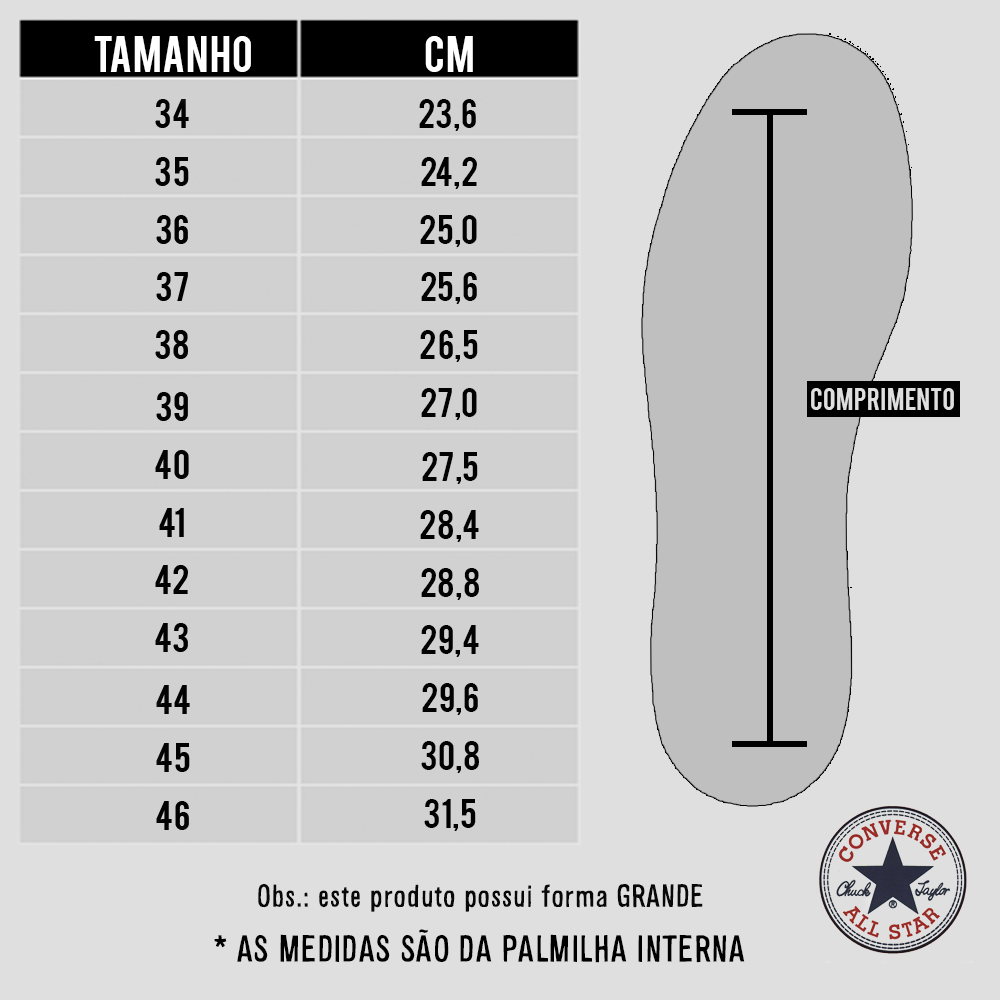 TAMANHO CM
34 23,6
35 24,2
36 25,0
37 25,6
38 26,5
39 27,0
40 27,5
41 28,4
42 28,8
43 29,4
44 29,6
45 30,8
46 31,5
COMPRIMENTO
Obs.: este produto possui forma GRANDE
* AS MEDIDAS SÃO DA PALMILHA INTERNA
CONVERSE
Chuck Taylor
®
ALL STAR